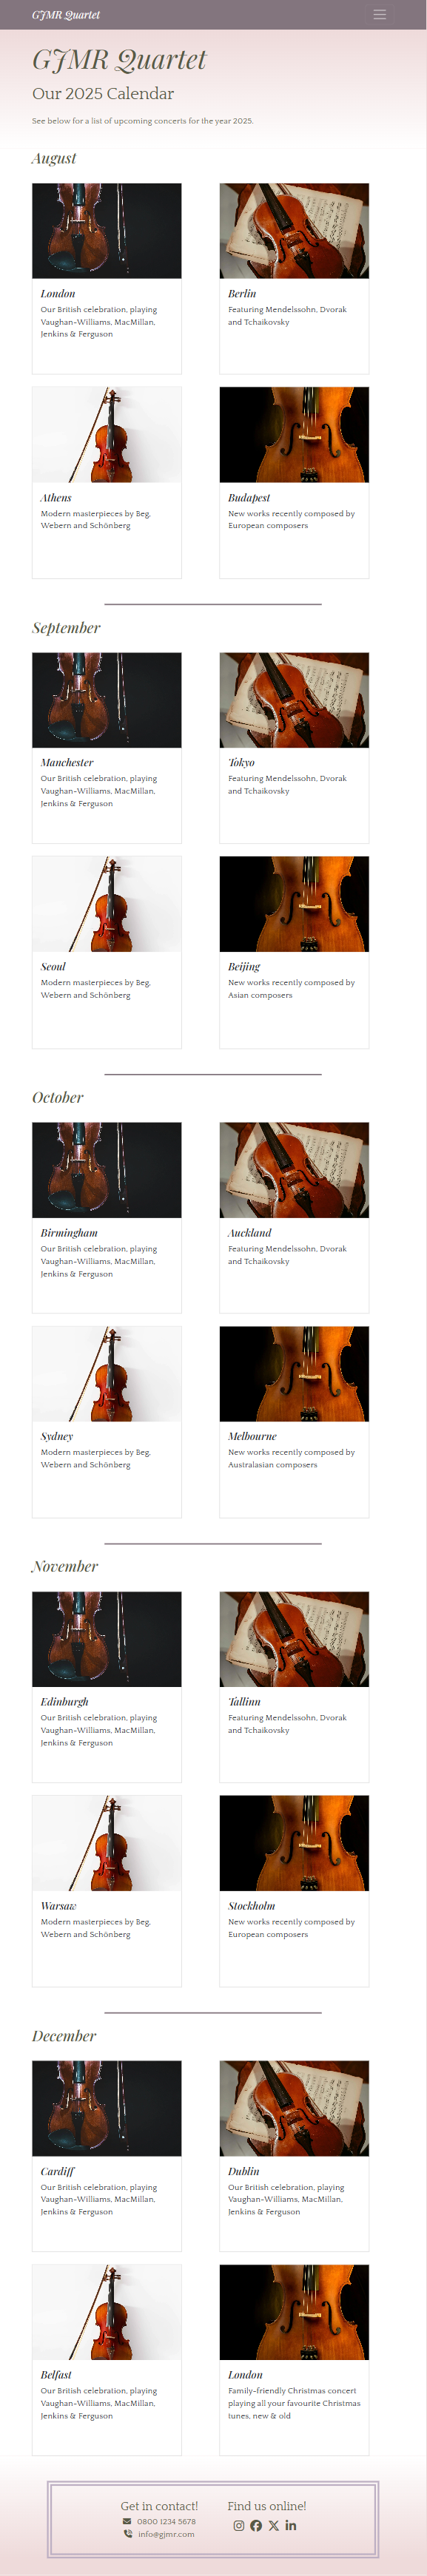 GJMR Quartet
GJMR Quartet
Our 2025 Calendar
See below for a list of upcoming concerts for the year 2025.
August
London
Our British celebration, playing
Vaughan-Williams, MacMillan,
Jenkins & Ferguson
Berlin
Featuring Mendelssohn, Dvorak
and Tchaikovsky
Athens
Modern masterpieces by Beg,
Webern and Schönberg
Budapest
New works recently composed by
European composers
September
Manchester
Our British celebration, playing
Vaughan-Williams, MacMillan,
Jenkins & Ferguson
Tokyo
Featuring Mendelssohn, Dvorak
and Tchaikovsky
Seoul
Modern masterpieces by Beg,
Webern and Schönberg
Beijing
New works recently composed by
Asian composers
October
Birmingham
Our British celebration, playing
Vaughan-Williams, MacMillan,
Jenkins & Ferguson
Auckland
Featuring Mendelssohn, Dvorak
and Tchaikovsky
Sydney
Modern masterpieces by Beg,
Webern and Schönberg
Melbourne
New works recently composed by
Australasian composers
November
Edinburgh
Our British celebration, playing
Vaughan-Williams, MacMillan,
Jenkins & Ferguson
Tallinn
Featuring Mendelssohn, Dvorak
and Tchaikovsky
Warsaw
Modern masterpieces by Beg,
Webern and Schönberg
Stockholm
New works recently composed by
European composers
December
Cardiff
Our British celebration, playing
Vaughan-Williams, MacMillan,
Jenkins & Ferguson
Dublin
Our British celebration, playing
Vaughan-Williams, MacMillan,
Jenkins & Ferguson
Belfast
Our British celebration, playing
Vaughan-Williams, MacMillan,
Jenkins & Ferguson
London
Family-friendly Christmas concert
playing all your favourite Christmas
tunes, new & old
Get in contact!
0800 1234 5678
info@gjmr.com
Find us online!